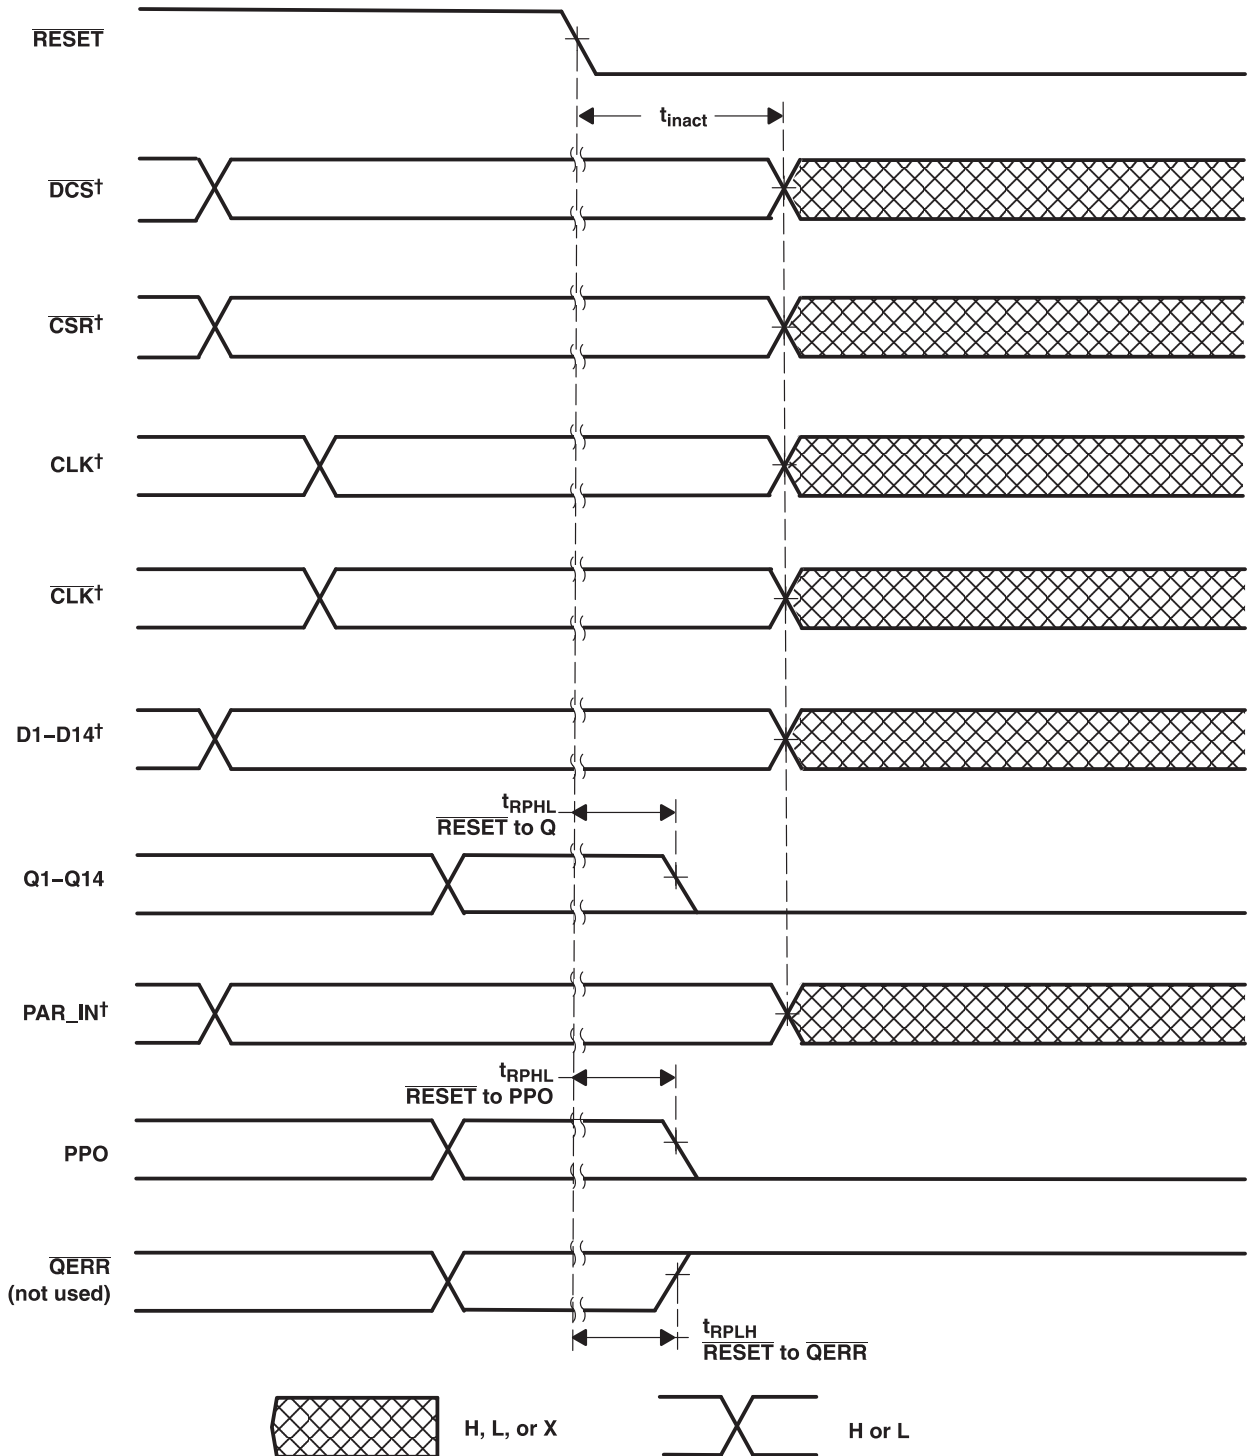 RESET
tinact
DCS†
CSR†
CLK†
CLK†
D1–D14†
tRPHL
RESET to Q
Q1–Q14
PAR_IN†
tRPHL
RESET to PPO
PPO
QERR
(not used)
tRPLH
RESET to QERR
H, L, or X
H or L